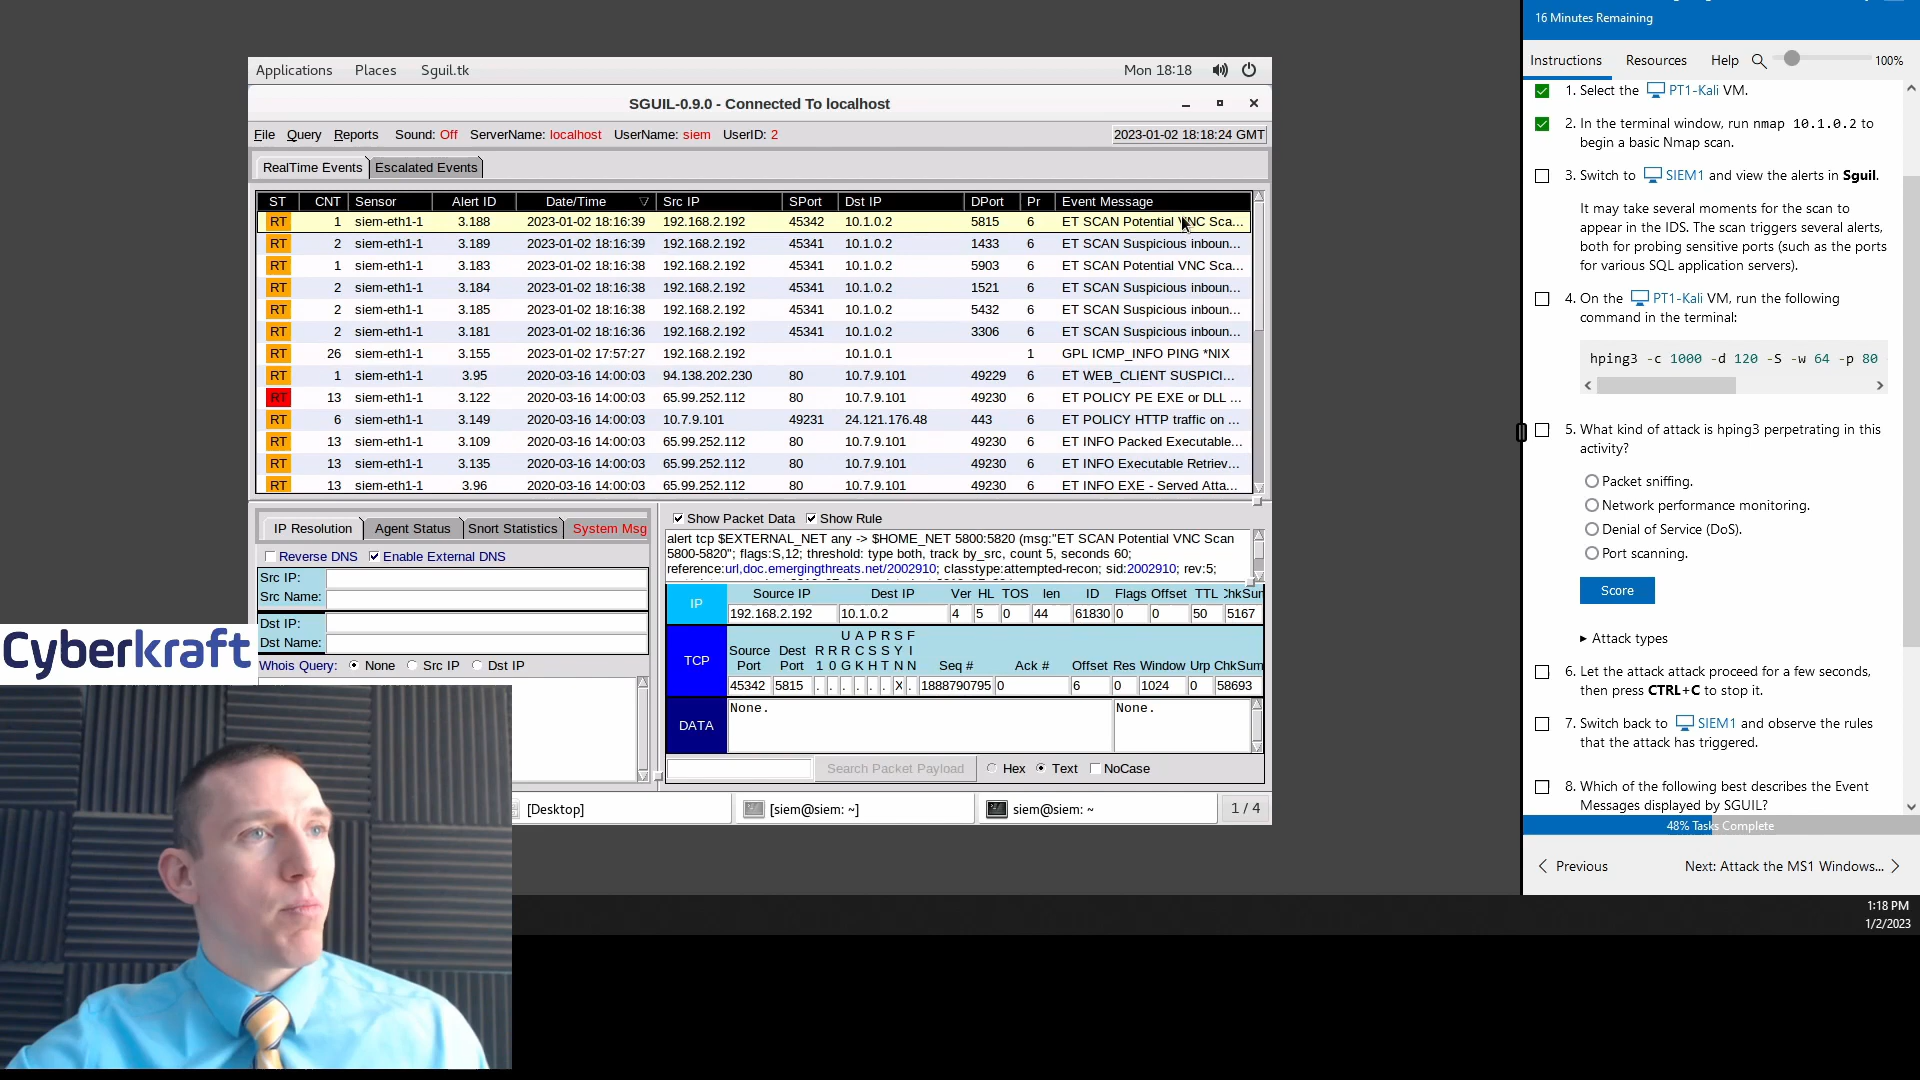 Applications Places Sguil.tk Mon 18:18
SGUIL-0.9.0 - Connected To localhost
File Query Reports Sound: Off ServerName: localhost UserName: siem UserID: 2 2023-01-02 18:18:24 GMT
RealTime Events Escalated Events
ST CNT Sensor Alert ID Date/Time Src IP SPort Dst IP DPort Pr Event Message
RT 1 siem-eth1-1 3.188 2023-01-02 18:16:39 192.168.2.192 45342 10.1.0.2 5815 6 ET SCAN Potential VNC Sca...
RT 2 siem-eth1-1 3.189 2023-01-02 18:16:39 192.168.2.192 45341 10.1.0.2 1433 6 ET SCAN Suspicious inboun...
RT 1 siem-eth1-1 3.183 2023-01-02 18:16:38 192.168.2.192 45341 10.1.0.2 5903 6 ET SCAN Potential VNC Sca...
RT 2 siem-eth1-1 3.184 2023-01-02 18:16:38 192.168.2.192 45341 10.1.0.2 1521 6 ET SCAN Suspicious inboun...
RT 2 siem-eth1-1 3.185 2023-01-02 18:16:38 192.168.2.192 45341 10.1.0.2 5432 6 ET SCAN Suspicious inboun...
RT 2 siem-eth1-1 3.181 2023-01-02 18:16:36 192.168.2.192 45341 10.1.0.2 3306 6 ET SCAN Suspicious inboun...
RT 26 siem-eth1-1 3.155 2023-01-02 17:57:27 192.168.2.192 10.1.0.1 1 GPL ICMP_INFO PING *NIX
RT 1 siem-eth1-1 3.95 2020-03-16 14:00:03 94.138.202.230 80 10.7.9.101 49229 6 ET WEB_CLIENT SUSPICI...
RT 13 siem-eth1-1 3.122 2020-03-16 14:00:03 65.99.252.112 80 10.7.9.101 49230 6 ET POLICY PE EXE or DLL ...
RT 6 siem-eth1-1 3.149 2020-03-16 14:00:03 10.7.9.101 49231 24.121.176.48 443 6 ET POLICY HTTP traffic on ...
RT 13 siem-eth1-1 3.109 2020-03-16 14:00:03 65.99.252.112 80 10.7.9.101 49230 6 ET INFO Packed Executable...
RT 13 siem-eth1-1 3.135 2020-03-16 14:00:03 65.99.252.112 80 10.7.9.101 49230 6 ET INFO Executable Retriev...
RT 13 siem-eth1-1 3.96 2020-03-16 14:00:03 65.99.252.112 80 10.7.9.101 49230 6 ET INFO EXE - Served Atta...
IP Resolution Agent Status Snort Statistics System Msg
Reverse DNS Enable External DNS
Src IP:
Src Name:
Dst IP:
Dst Name:
Whois Query: None Src IP Dst IP
Show Packet Data Show Rule
alert tcp $EXTERNAL_NET any -> $HOME_NET 5800:5820 (msg:"ET SCAN Potential VNC Scan
5800-5820"; flags:S,12; threshold: type both, track by_src, count 5, seconds 60;
reference:url,doc.emergingthreats.net/2002910; classtype:attempted-recon; sid:2002910; rev:5;
IP
Source IP Dest IP Ver HL TOS len ID Flags Offset TTL ChkSum
192.168.2.192 10.1.0.2 4 5 0 44 61830 0 0 50 5167
TCP
U A P R S F
Source Dest R R R C S S Y I
Port Port 1 0 G K H T N N Seq # Ack # Offset Res Window Urp ChkSum
45342 5815 . . . . . . X . 1888790795 0 6 0 1024 0 58693
DATA
None. None.
Search Packet Payload Hex Text NoCase
[Desktop] [siem@siem: ~] siem@siem: ~ 1 / 4
Cyberkraft
16 Minutes Remaining
Instructions Resources Help 100%
1. Select the PT1-Kali VM.
2. In the terminal window, run nmap 10.1.0.2 to
begin a basic Nmap scan.
3. Switch to SIEM1 and view the alerts in Sguil.
It may take several moments for the scan to
appear in the IDS. The scan triggers several alerts,
both for probing sensitive ports (such as the ports
for various SQL application servers).
4. On the PT1-Kali VM, run the following
command in the terminal:
hping3 -c 1000 -d 120 -S -w 64 -p 80
5. What kind of attack is hping3 perpetrating in this
activity?
Packet sniffing.
Network performance monitoring.
Denial of Service (DoS).
Port scanning.
Score
Attack types
6. Let the attack attack proceed for a few seconds,
then press CTRL+C to stop it.
7. Switch back to SIEM1 and observe the rules
that the attack has triggered.
8. Which of the following best describes the Event
Messages displayed by SGUIL?
48% Tasks Complete
Previous Next: Attack the MS1 Windows...
1:18 PM
1/2/2023